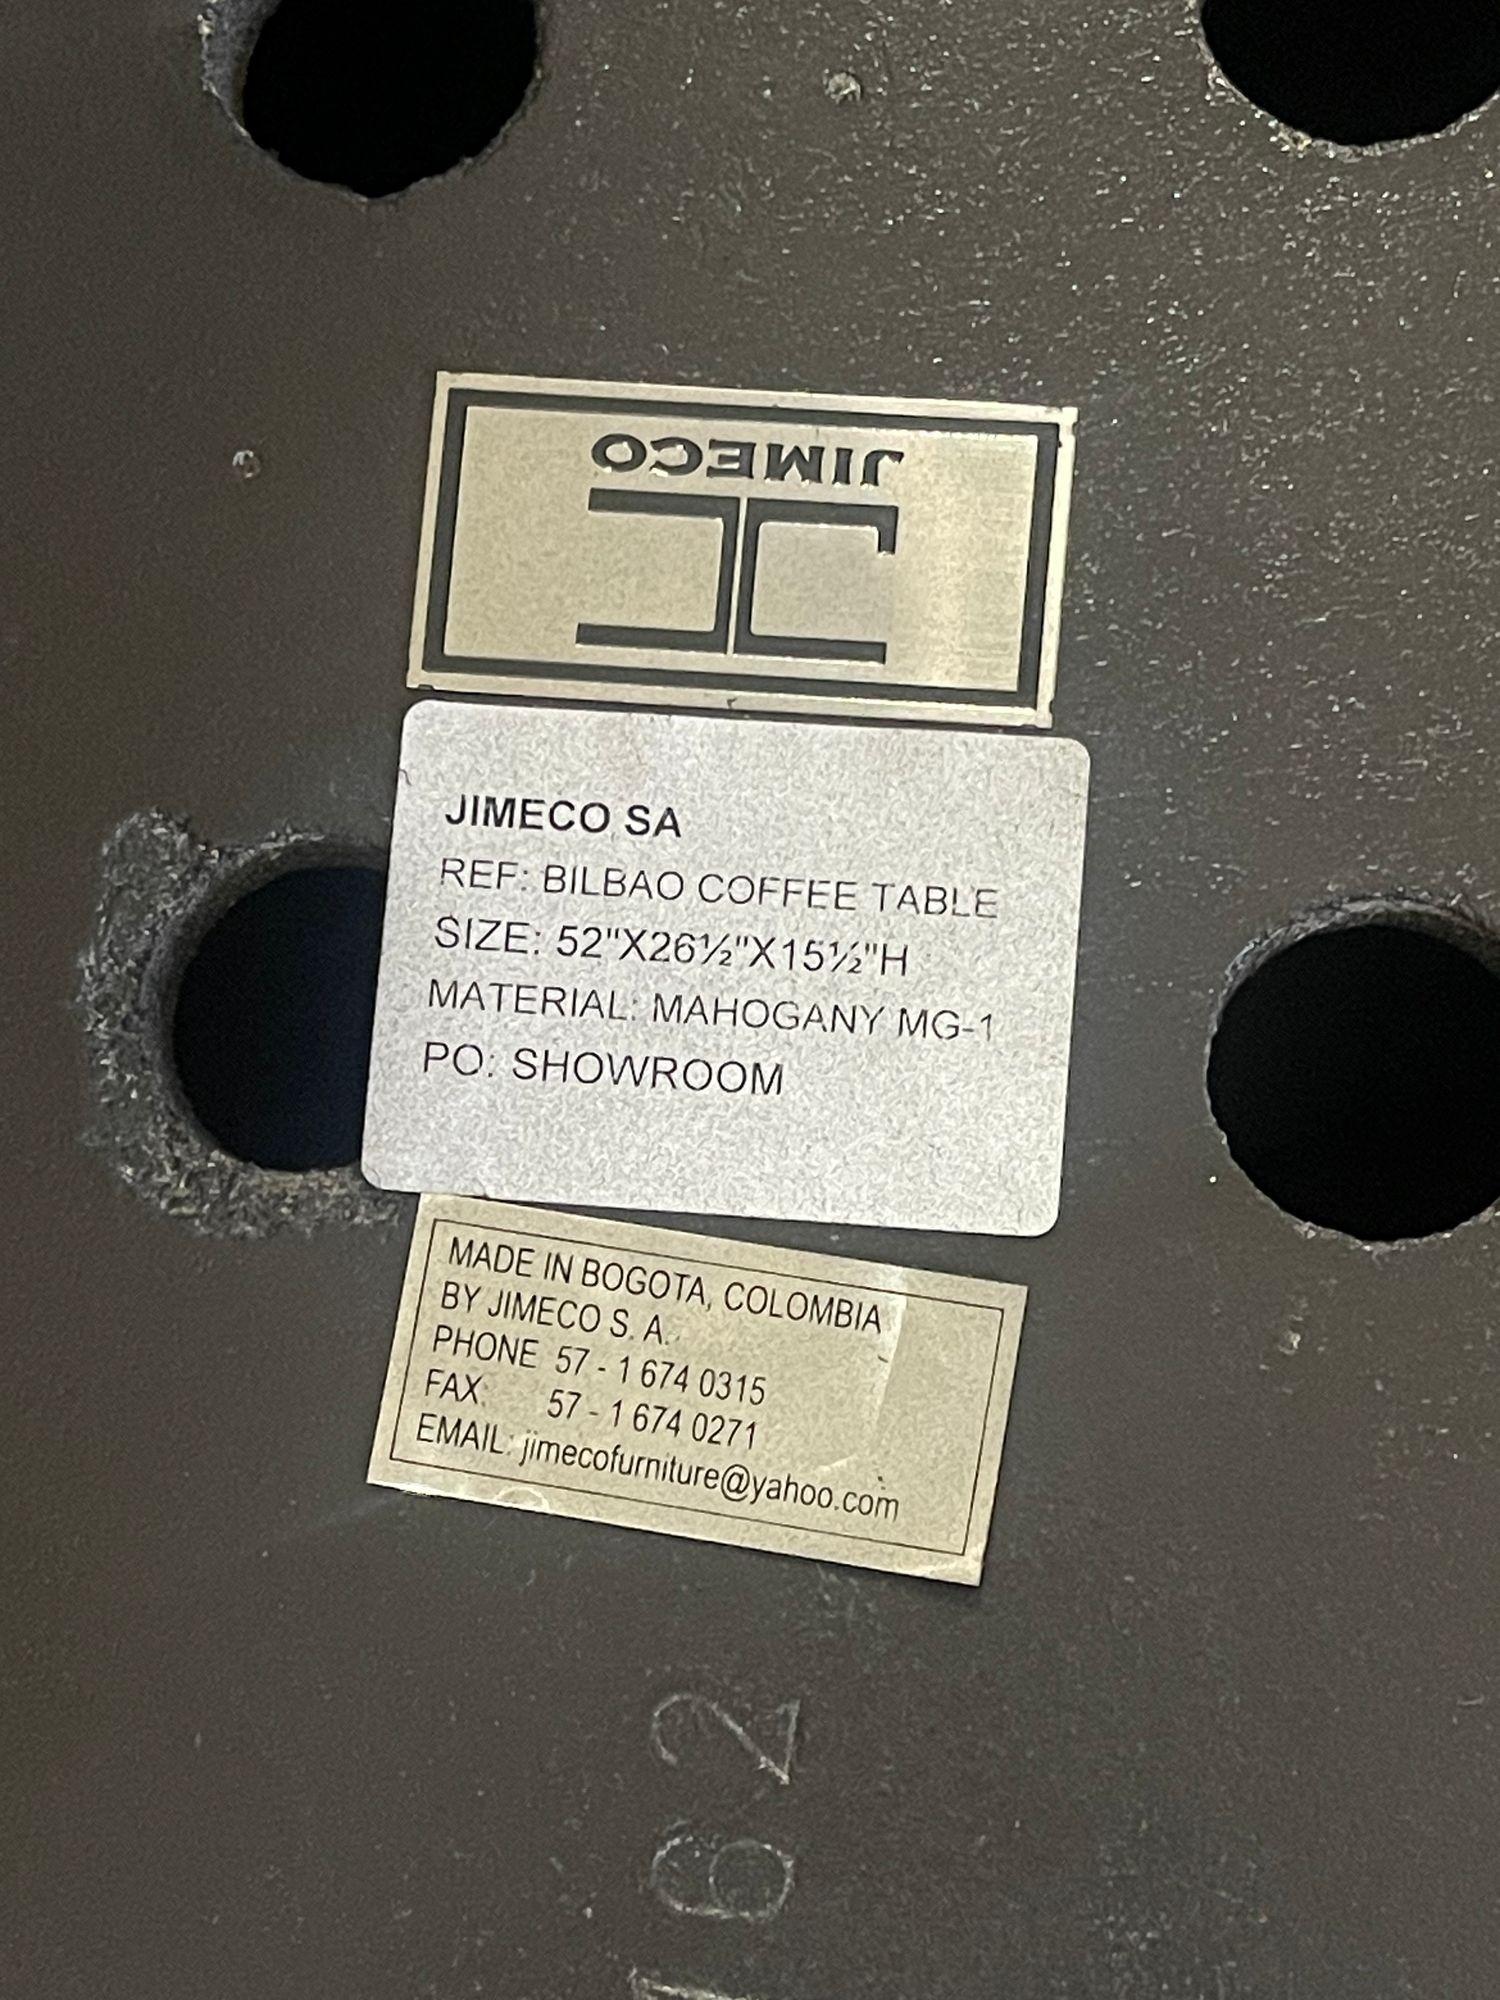 JIMECO
JIMECO SA
REF: BILBAO COFFEE TABLE
SIZE: 52"X26½"X15½"H
MATERIAL: MAHOGANY MG-1
PO: SHOWROOM
MADE IN BOGOTA, COLOMBIA
BY JIMECO S. A.
PHONE 57 - 1 674 0315
FAX: 57 - 1 674 0271
EMAIL: jimecofurniture@yahoo.com